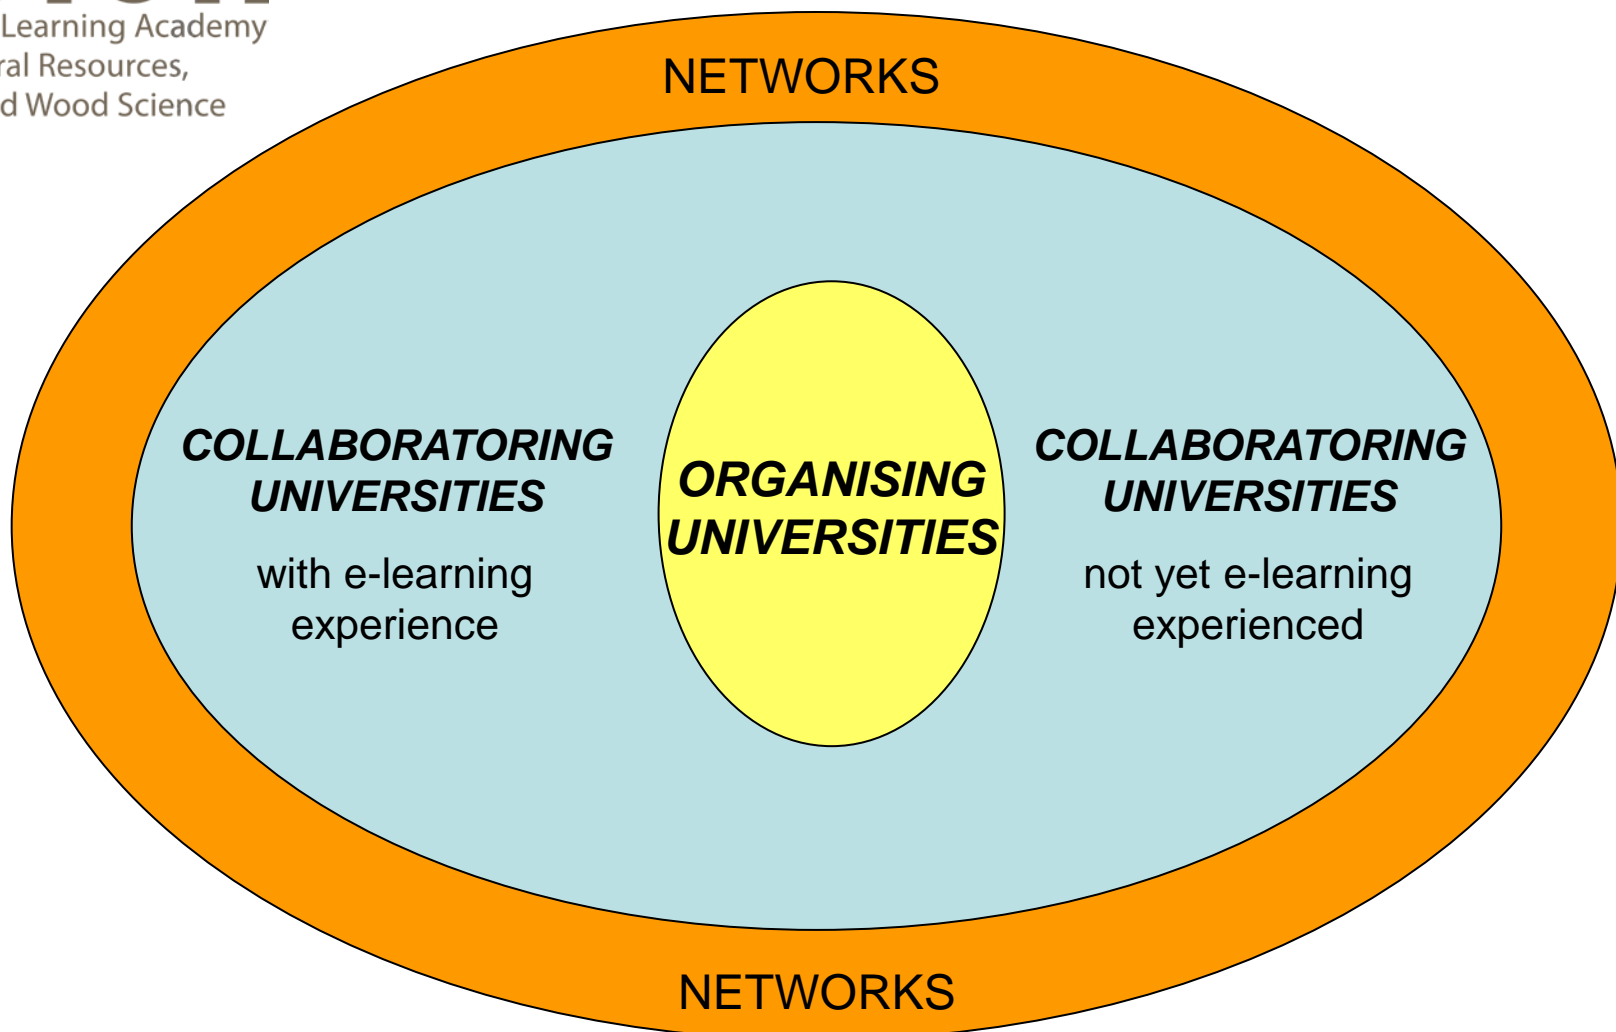 Learning Academy
ral Resources,
d Wood Science
NETWORKS
COLLABORATORING
UNIVERSITIES
with e-learning
experience
ORGANISING
UNIVERSITIES
COLLABORATORING
UNIVERSITIES
not yet e-learning
experienced
NETWORKS